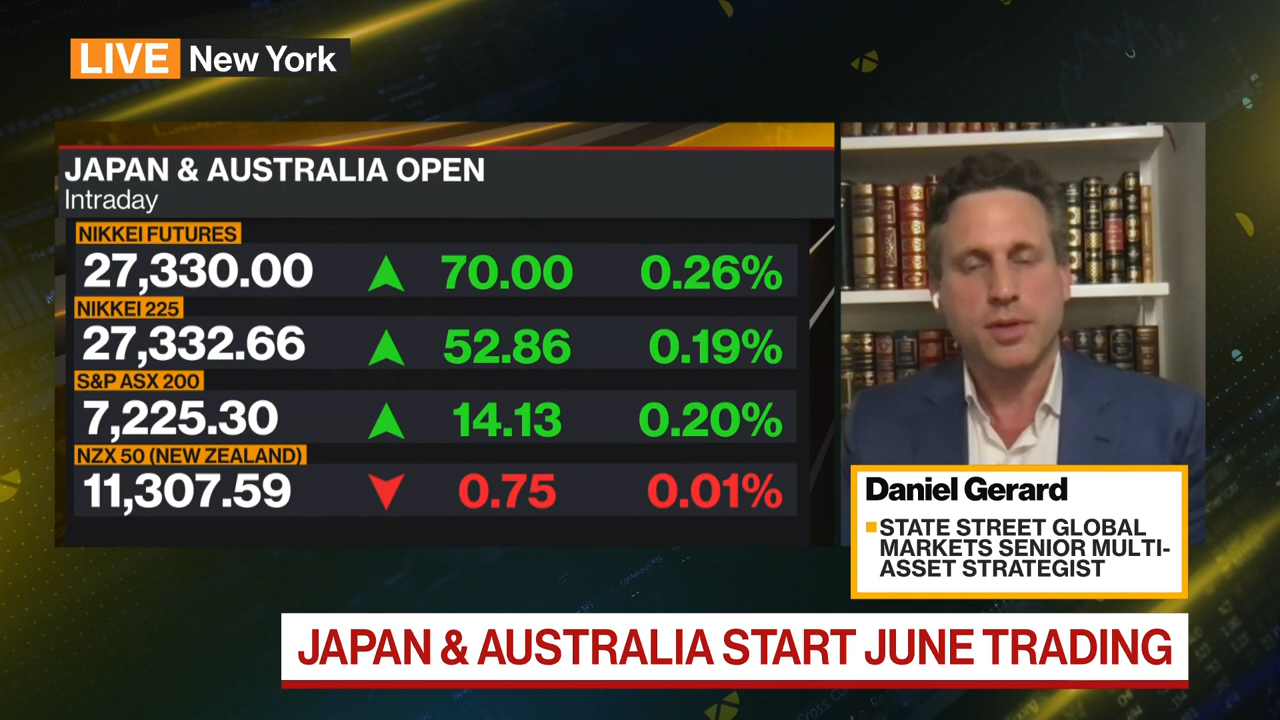 LIVE New York
JAPAN & AUSTRALIA OPEN
Intraday
NIKKEI FUTURES
27,330.00 70.00 0.26%
NIKKEI 225
27,332.66 52.86 0.19%
S&P ASX 200
7,225.30 14.13 0.20%
NZX 50 (NEW ZEALAND)
11,307.59 0.75 0.01%
Daniel Gerard
STATE STREET GLOBAL
MARKETS SENIOR MULTI-
ASSET STRATEGIST
JAPAN & AUSTRALIA START JUNE TRADING